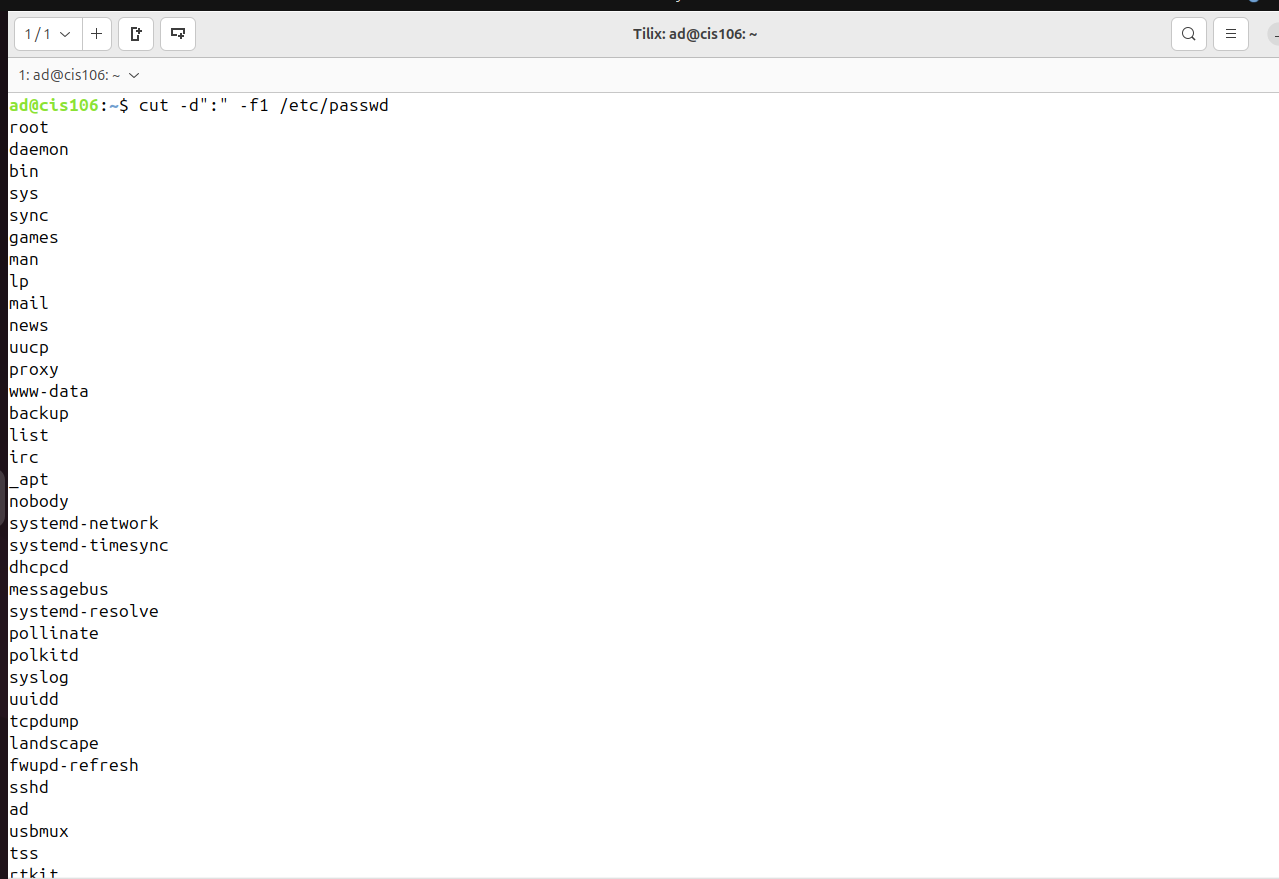 1 / 1
Tilix: ad@cis106: ~
1: ad@cis106: ~
ad@cis106:~$ cut -d":" -f1 /etc/passwd
root
daemon
bin
sys
sync
games
man
lp
mail
news
uucp
proxy
www-data
backup
list
irc
_apt
nobody
systemd-network
systemd-timesync
dhcpcd
messagebus
systemd-resolve
pollinate
polkitd
syslog
uuidd
tcpdump
landscape
fwupd-refresh
sshd
ad
usbmux
tss
rtkit